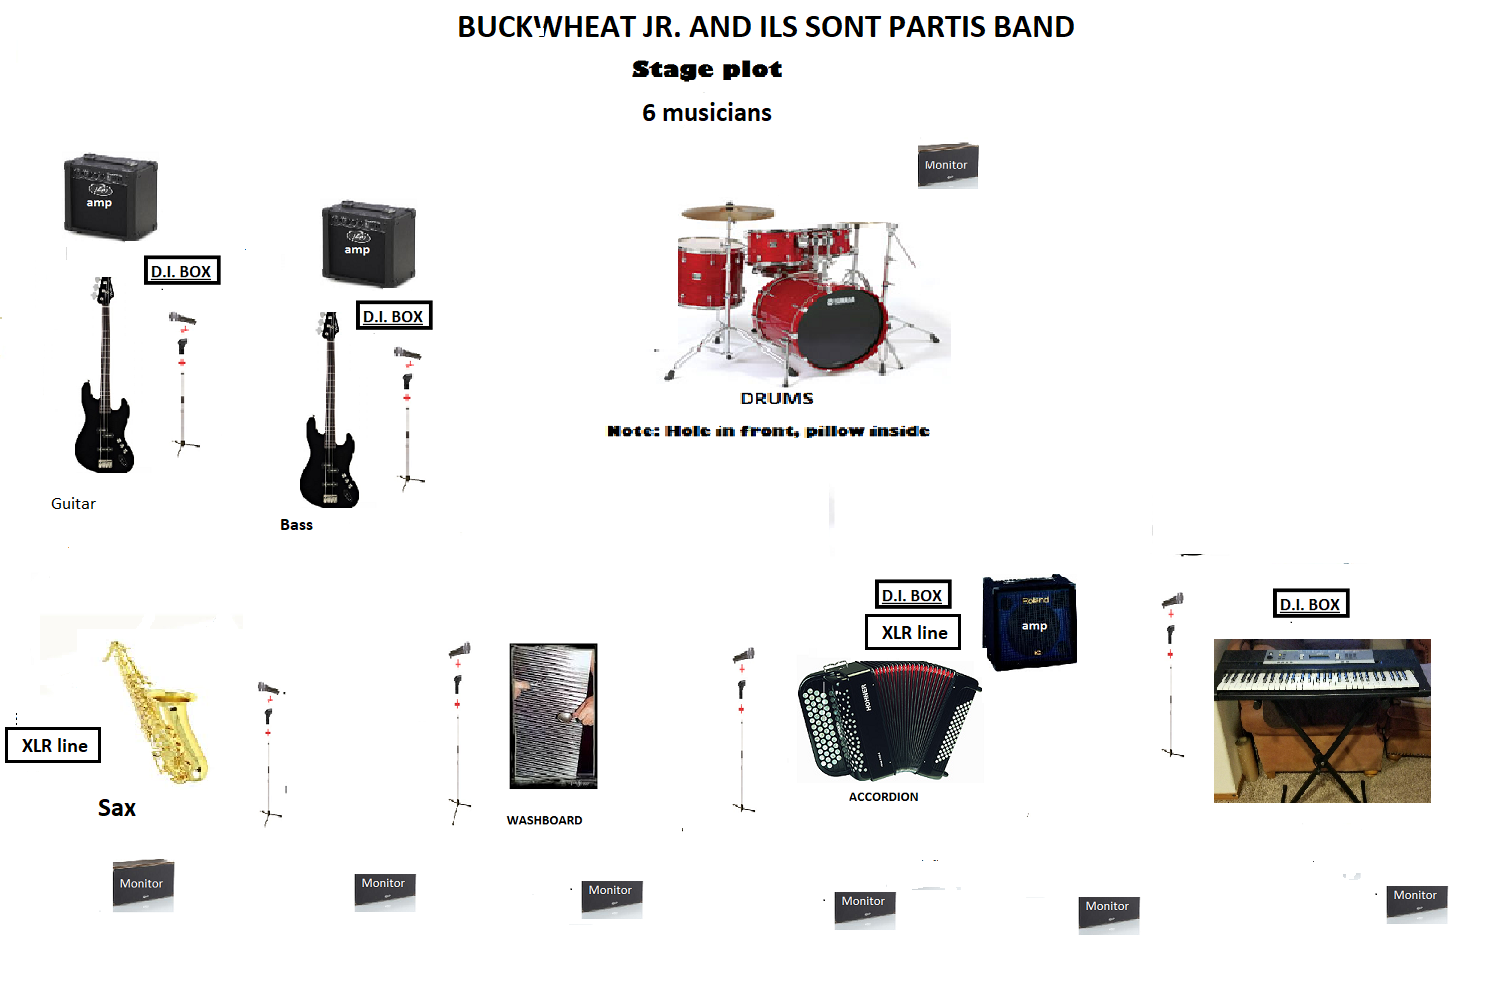 BUCKWHEAT JR. AND ILS SONT PARTIS BAND
Stage plot
6 musicians
Monitor
amp
amp
D.I. BOX
D.I. BOX
DRUMS
Note: Hole in front, pillow inside
Guitar
Bass
D.I. BOX
XLR line
Roland
amp
D.I. BOX
HOHNER
XLR line
Sax
WASHBOARD
ACCORDION
Monitor
Monitor
Monitor
Monitor
Monitor
Monitor